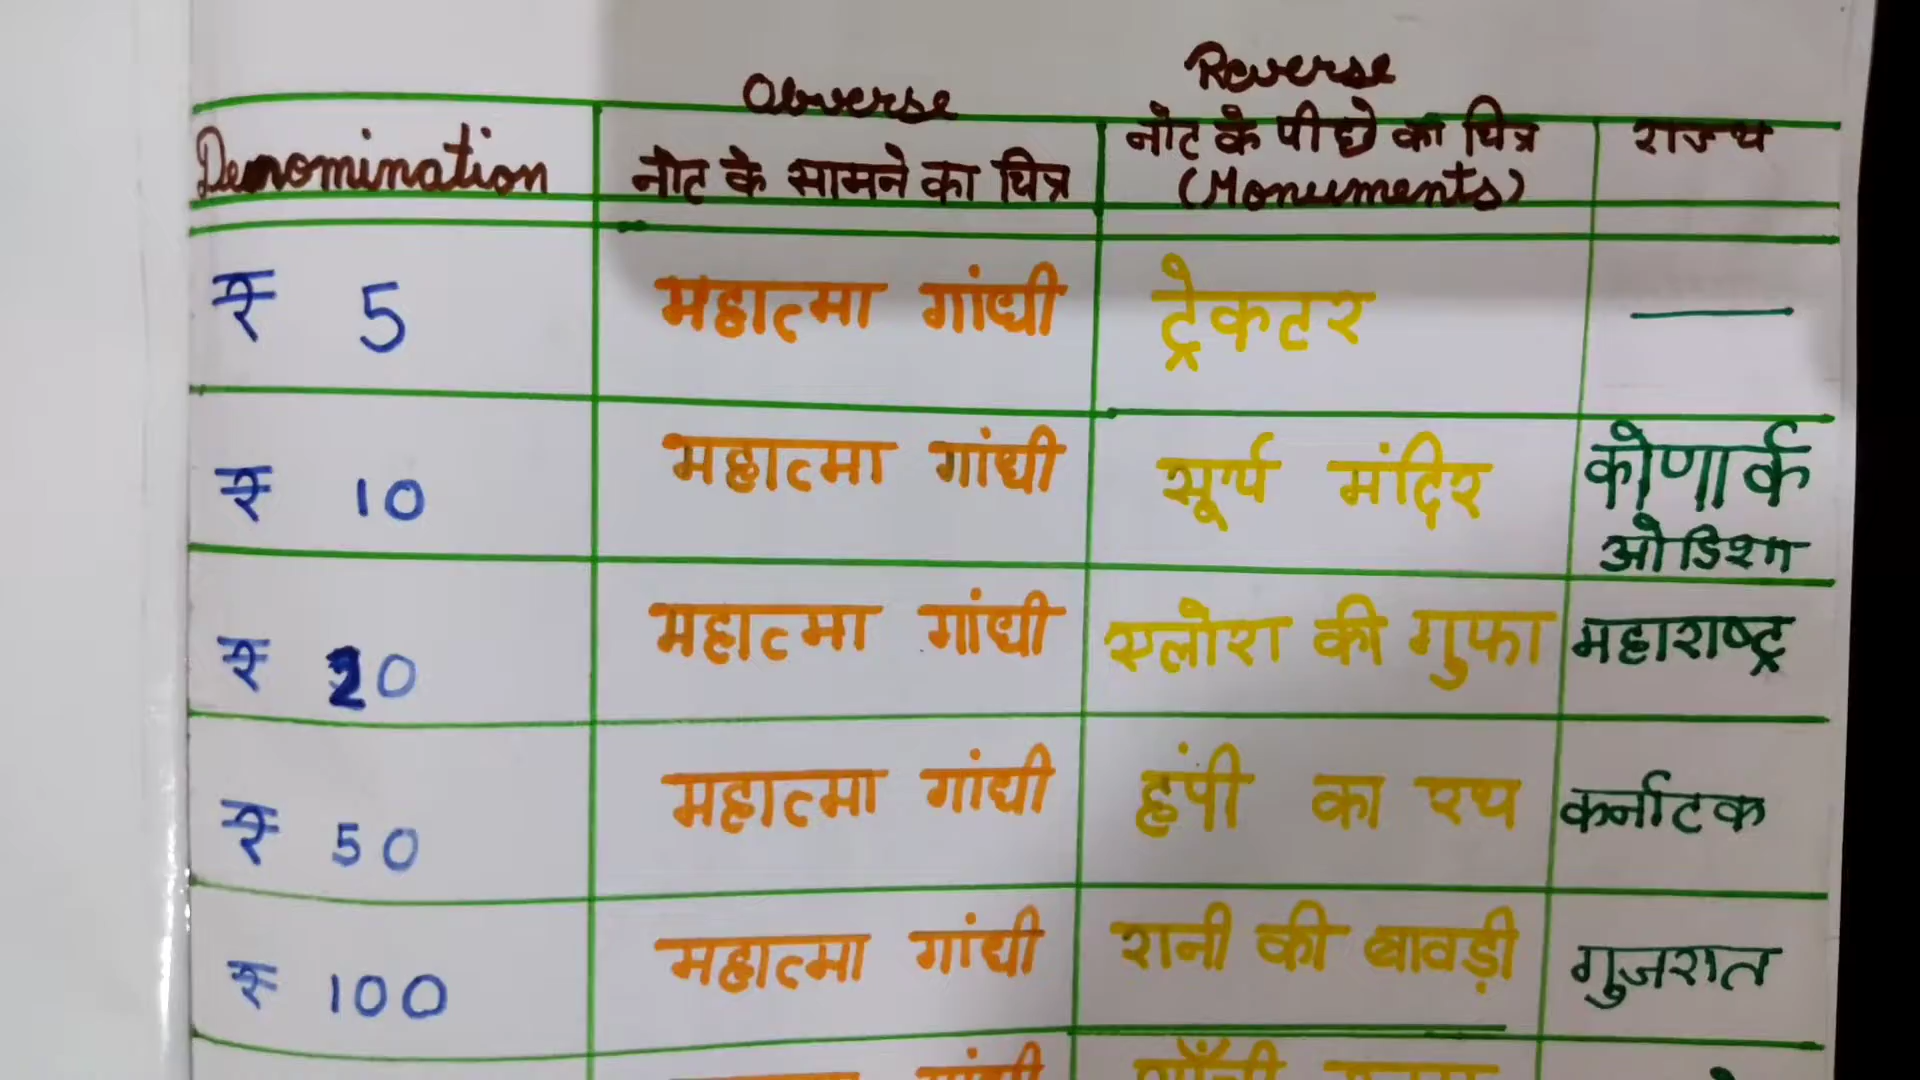 Obverse Reverse
Denomination नोट के सामने का चित्र नोट के पीछे का चित्र (Monuments) राज्य
₹ 5 महात्मा गांधी ट्रेकटर —
₹ 10 महात्मा गांधी सूर्य मंदिर कोणार्क ओडिशा
₹ 20 महात्मा गांधी एलोरा की गुफा महाराष्ट्र
₹ 50 महात्मा गांधी हंपी का रथ कर्नाटक
₹ 100 महात्मा गांधी रानी की बावड़ी गुजरात